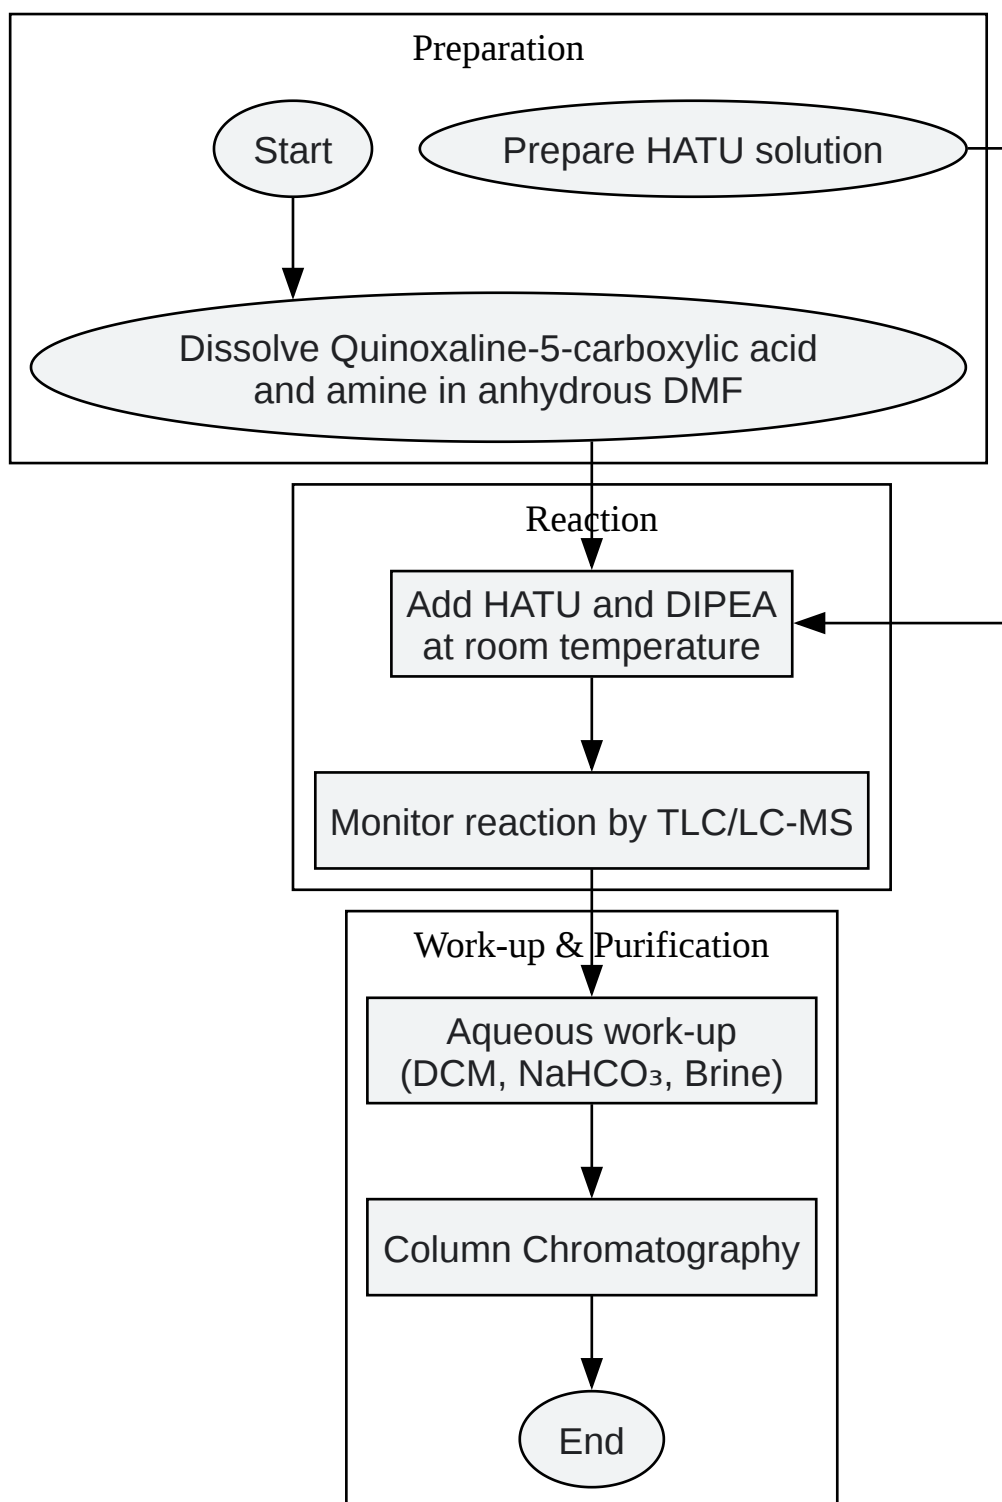 Preparation
Start
Prepare HATU solution
Dissolve Quinoxaline-5-carboxylic acid
and amine in anhydrous DMF
Reaction
Add HATU and DIPEA
at room temperature
Monitor reaction by TLC/LC-MS
Work-up & Purification
Aqueous work-up
(DCM, NaHCO₃, Brine)
Column Chromatography
End